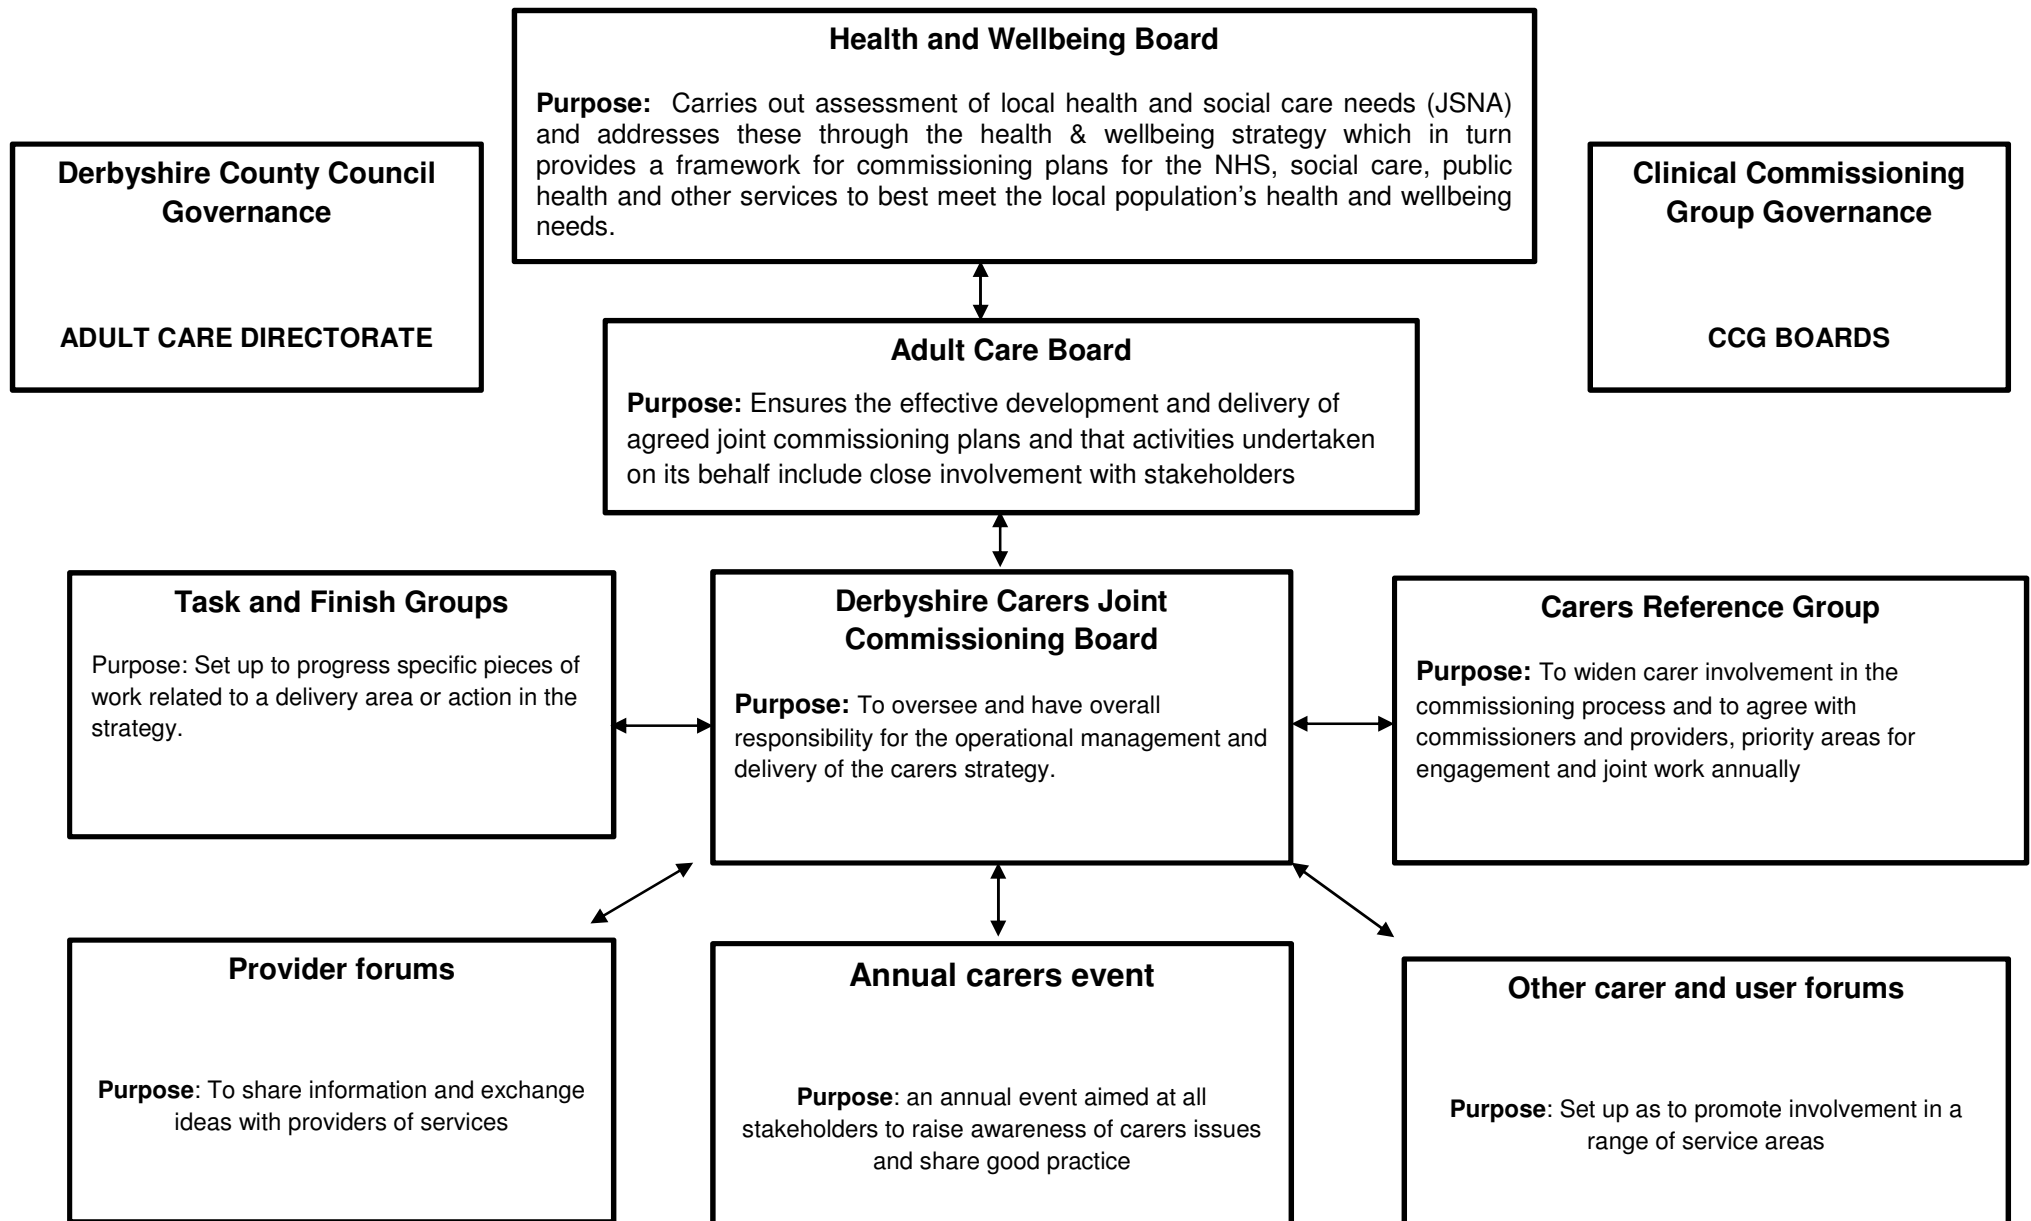 Health and Wellbeing Board
Purpose: Carries out assessment of local health and social care needs (JSNA)
and addresses these through the health & wellbeing strategy which in turn
provides a framework for commissioning plans for the NHS, social care, public
health and other services to best meet the local population’s health and wellbeing
needs.
Derbyshire County Council
Governance
ADULT CARE DIRECTORATE
Clinical Commissioning
Group Governance
CCG BOARDS
Adult Care Board
Purpose: Ensures the effective development and delivery of
agreed joint commissioning plans and that activities undertaken
on its behalf include close involvement with stakeholders
Task and Finish Groups
Purpose: Set up to progress specific pieces of
work related to a delivery area or action in the
strategy.
Derbyshire Carers Joint
Commissioning Board
Purpose: To oversee and have overall
responsibility for the operational management and
delivery of the carers strategy.
Carers Reference Group
Purpose: To widen carer involvement in the
commissioning process and to agree with
commissioners and providers, priority areas for
engagement and joint work annually
Provider forums
Purpose: To share information and exchange
ideas with providers of services
Annual carers event
Purpose: an annual event aimed at all
stakeholders to raise awareness of carers issues
and share good practice
Other carer and user forums
Purpose: Set up as to promote involvement in a
range of service areas